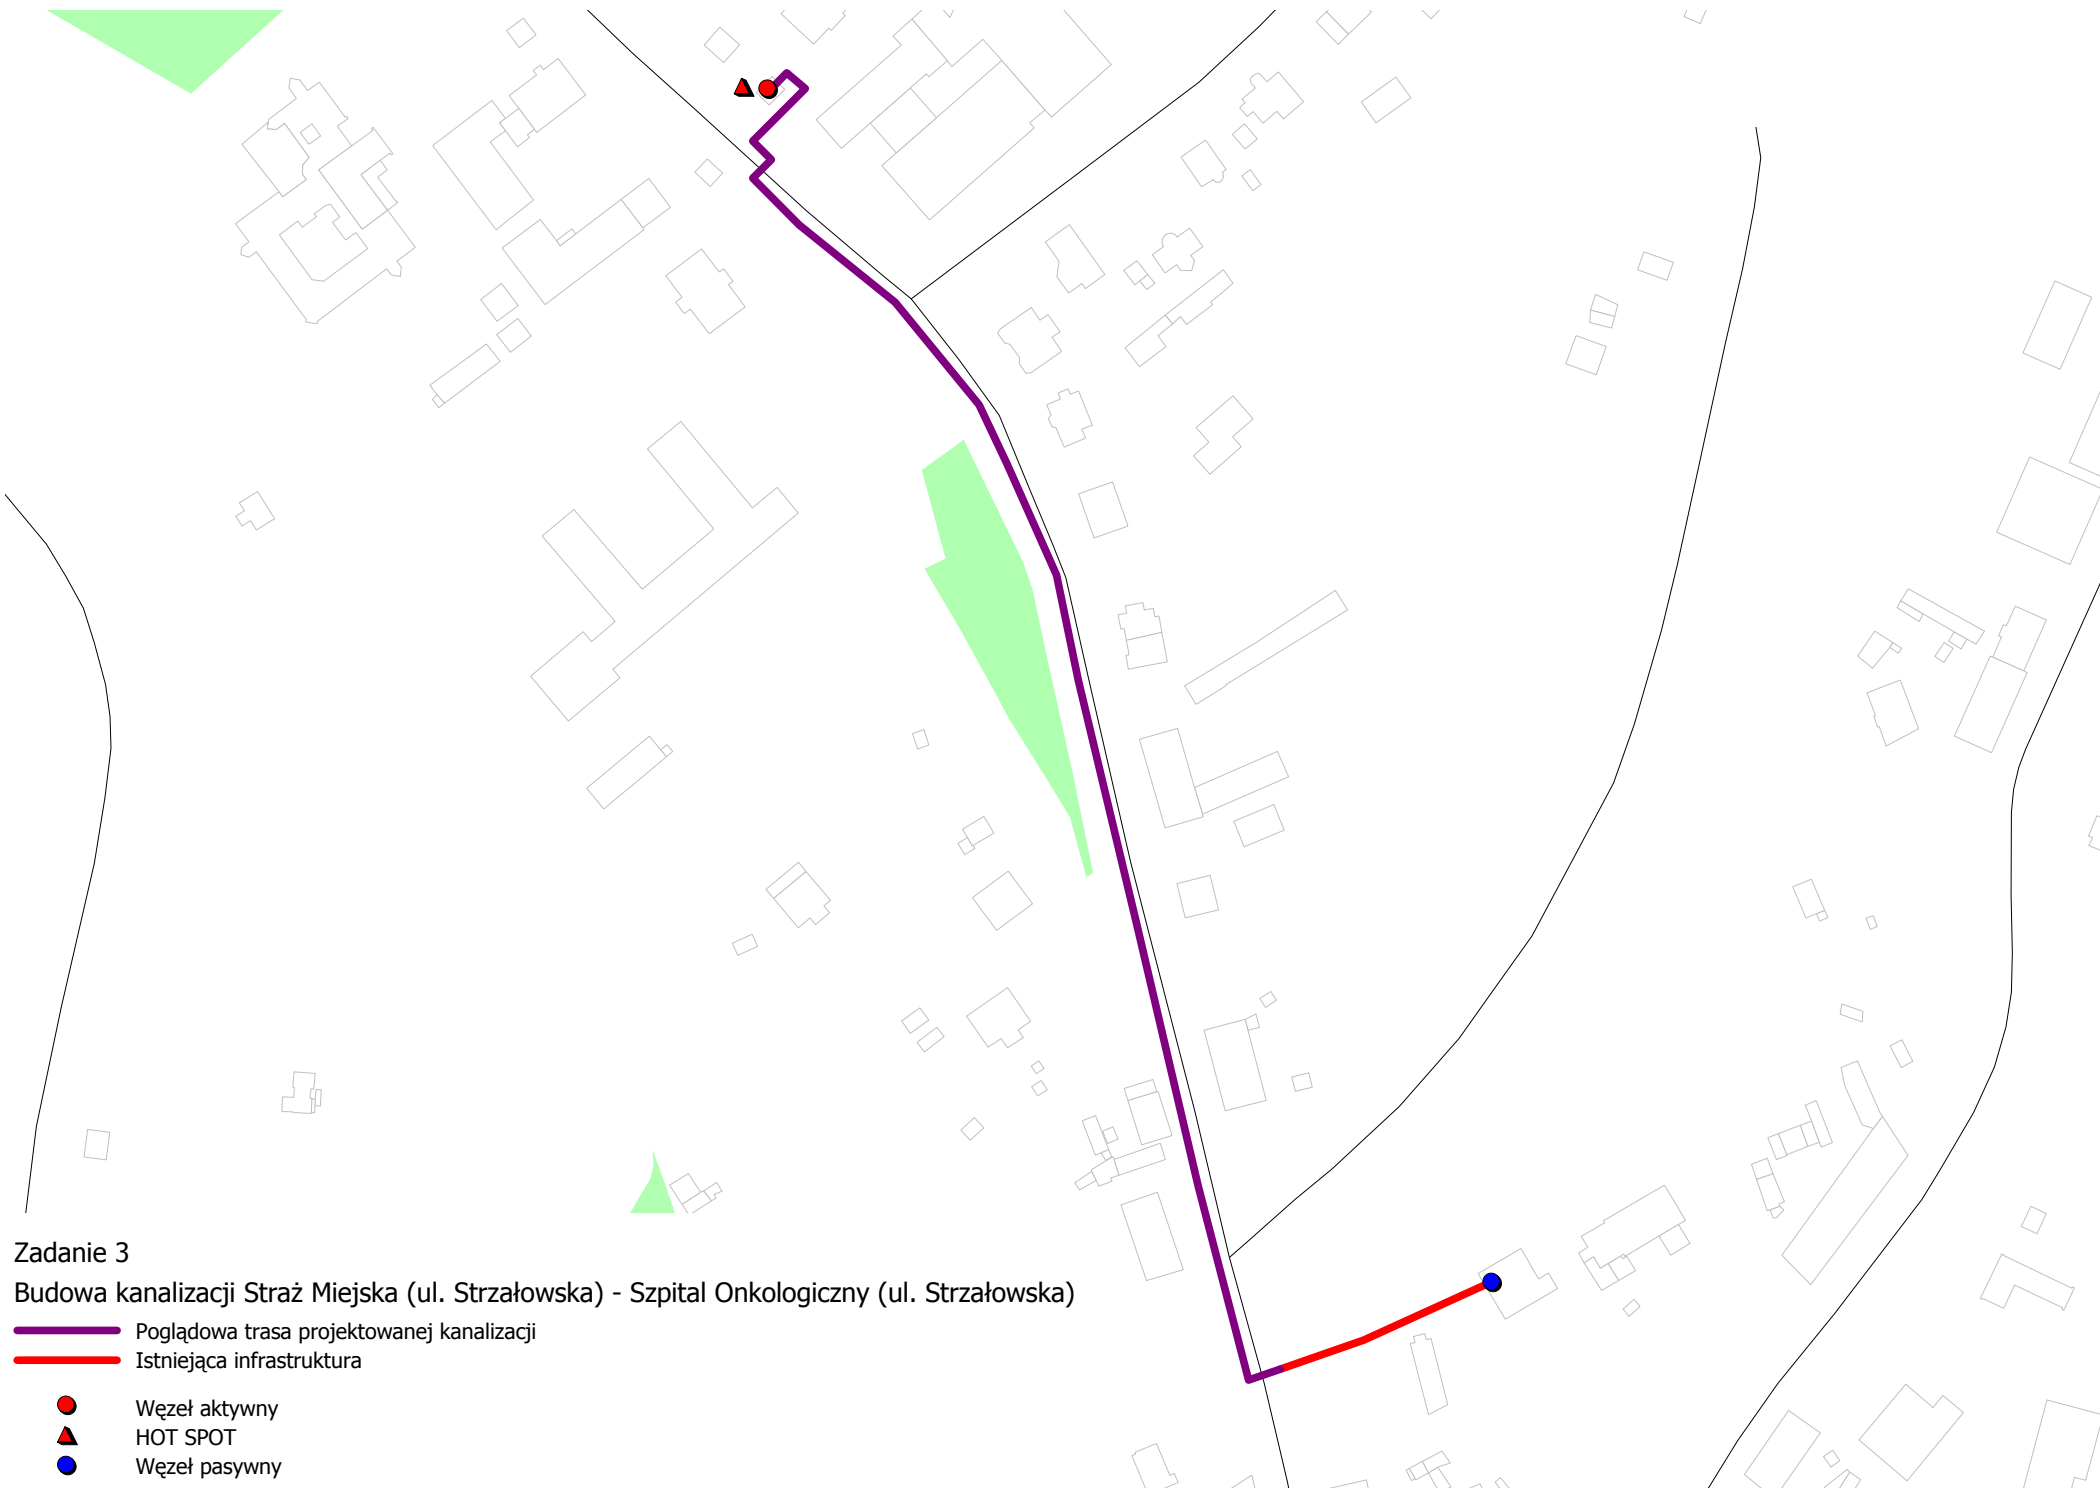 Zadanie 3
Budowa kanalizacji Straż Miejska (ul. Strzałowska) - Szpital Onkologiczny (ul. Strzałowska)
Poglądowa trasa projektowanej kanalizacji
Istniejąca infrastruktura
Węzeł aktywny
HOT SPOT
Węzeł pasywny